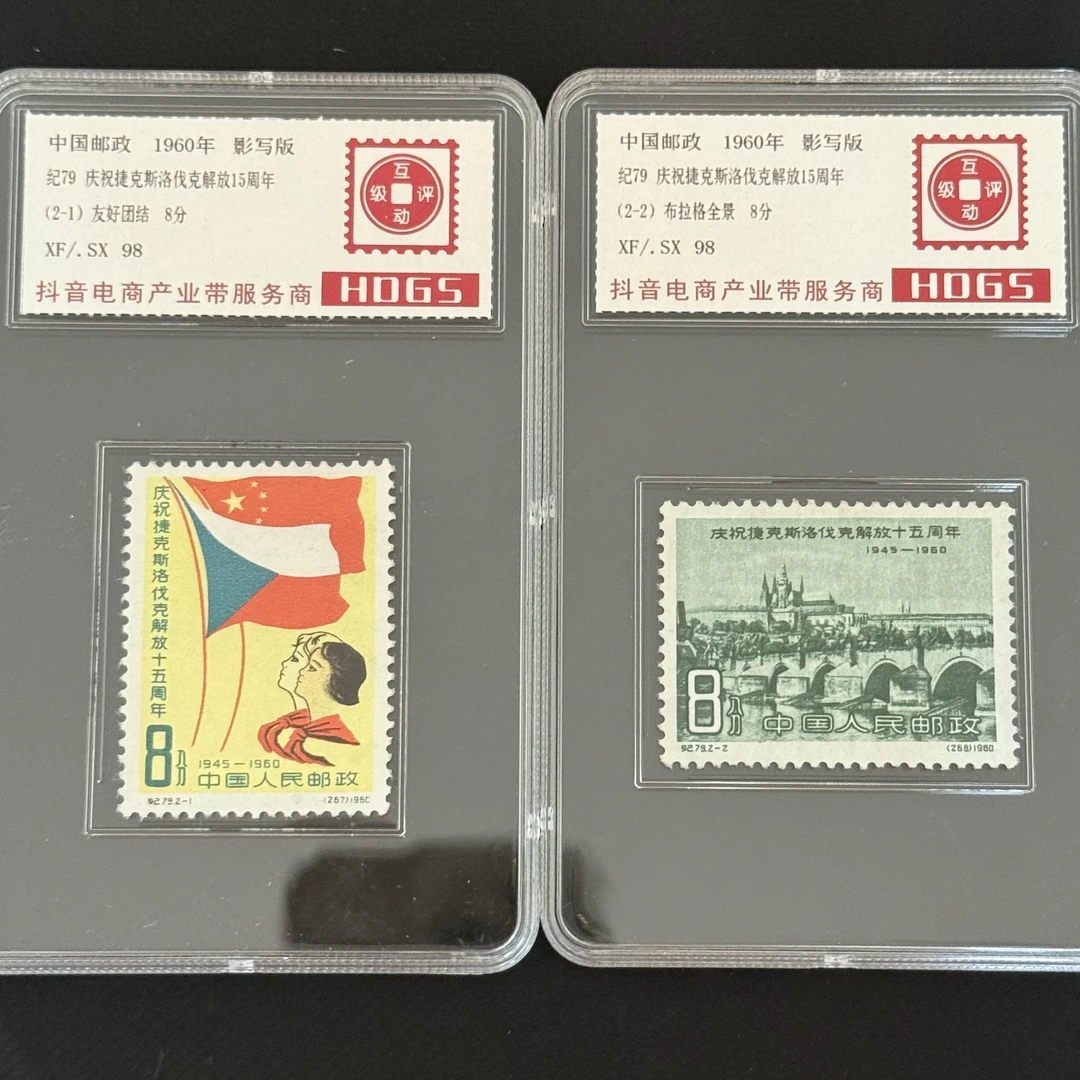 中国邮政 1960年 影写版
纪79 庆祝捷克斯洛伐克解放15周年
(2-1) 友好团结 8分
XF/.SX 98
互
级 评
动
抖音电商产业带服务商 HDGS
庆祝捷克斯洛伐克解放十五周年
8分
1945—1960
中国人民邮政
纪79.2-1 (267)1960
中国邮政 1960年 影写版
纪79 庆祝捷克斯洛伐克解放15周年
(2-2) 布拉格全景 8分
XF/.SX 98
互
级 评
动
抖音电商产业带服务商 HDGS
庆祝捷克斯洛伐克解放十五周年
1945—1960
8分 中国人民邮政
纪79.2-2 (268)1960